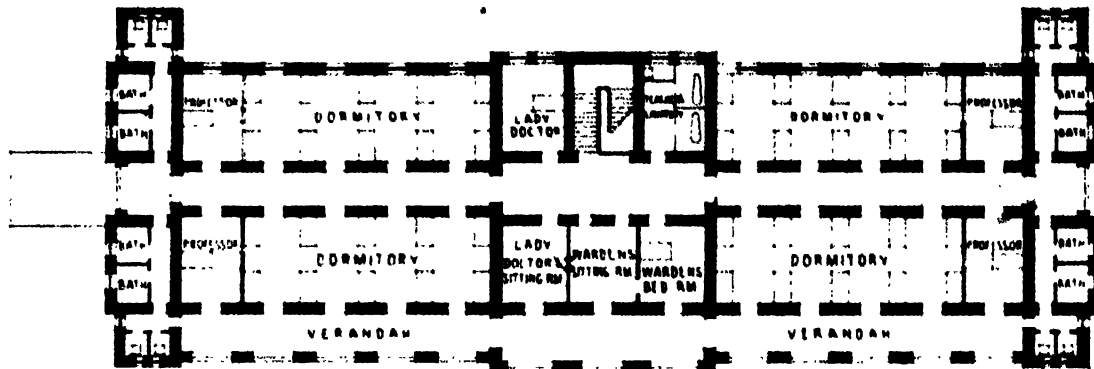 BATH
BATH
PROFESSOR
DORMITORY
LADY
DOCTOR
DORMITORY
PROFESSOR
BATH
BATH
BATH
BATH
PROFESSOR
DORMITORY
LADY
DOCTORS
SITTING RM
WARDENS
SITTING RM
WARDENS
BED RM
DORMITORY
PROFESSOR
BATH
BATH
VERANDAH
VERANDAH